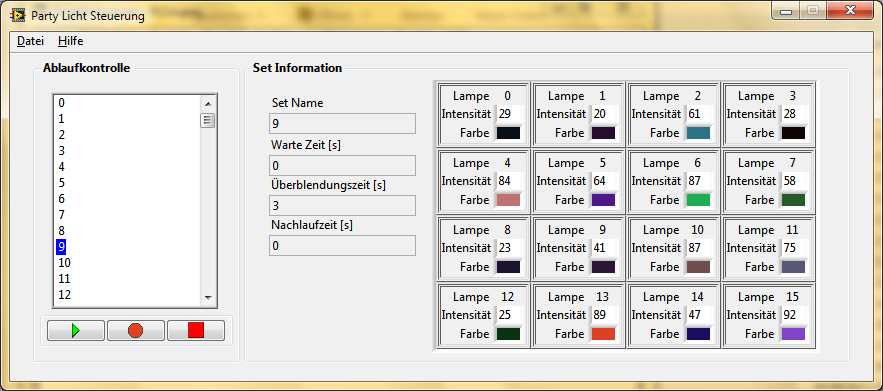 Party Licht Steuerung
Datei Hilfe
Ablaufkontrolle
0
1
2
3
4
5
6
7
8
9
10
11
12
Set Information
Set Name
9
Warte Zeit [s]
0
Überblendungszeit [s]
3
Nachlaufzeit [s]
0
Lampe 0 Lampe 1 Lampe 2 Lampe 3
Intensität 29 Intensität 20 Intensität 61 Intensität 28
Farbe Farbe Farbe Farbe
Lampe 4 Lampe 5 Lampe 6 Lampe 7
Intensität 84 Intensität 64 Intensität 87 Intensität 58
Farbe Farbe Farbe Farbe
Lampe 8 Lampe 9 Lampe 10 Lampe 11
Intensität 23 Intensität 41 Intensität 87 Intensität 75
Farbe Farbe Farbe Farbe
Lampe 12 Lampe 13 Lampe 14 Lampe 15
Intensität 25 Intensität 89 Intensität 47 Intensität 92
Farbe Farbe Farbe Farbe